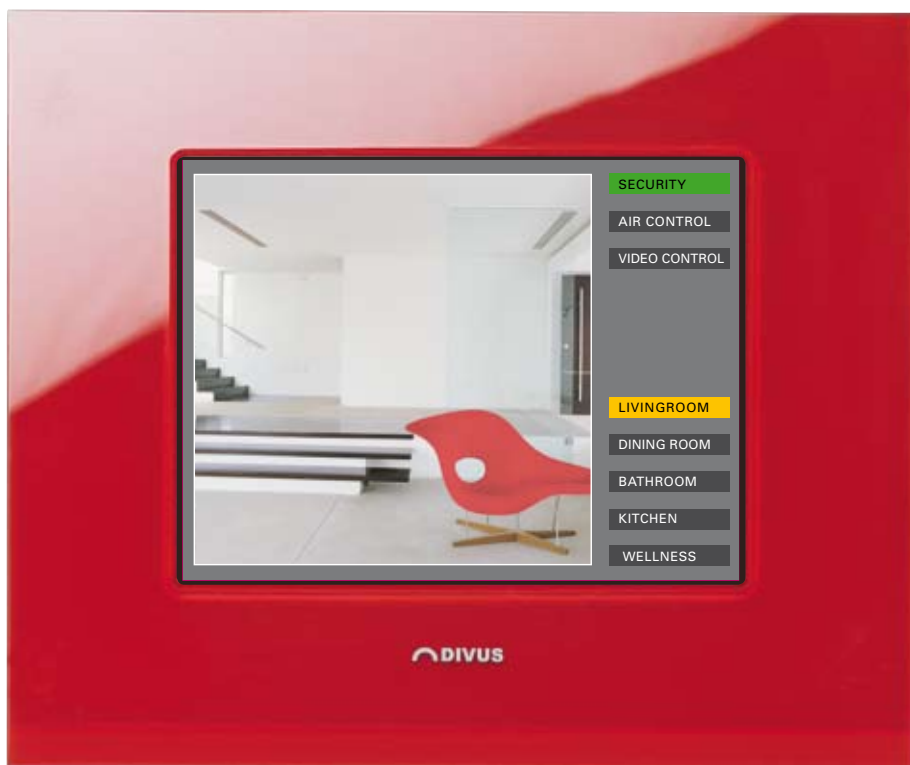 SECURITY
AIR CONTROL
VIDEO CONTROL
LIVINGROOM
DINING ROOM
BATHROOM
KITCHEN
WELLNESS
DIVUS